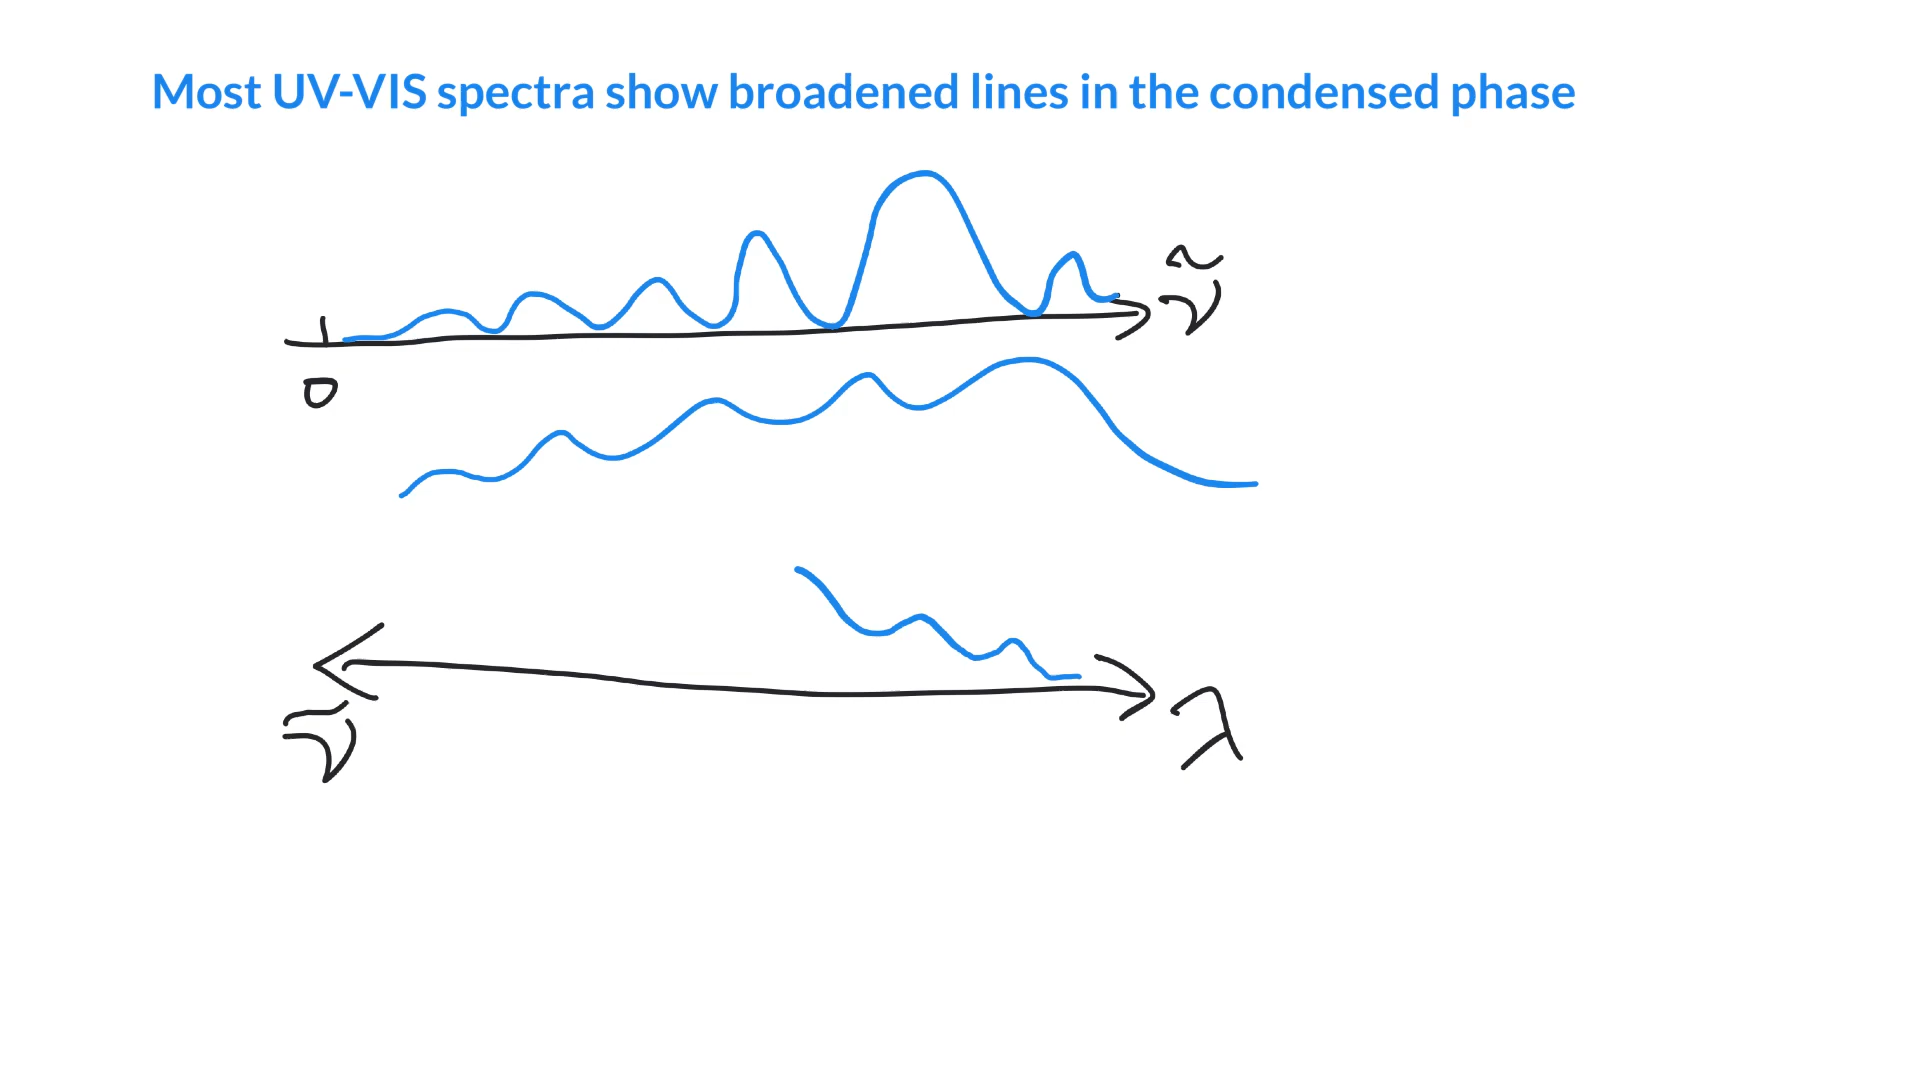 Most UV-VIS spectra show broadened lines in the condensed phase
ν̃
0
ν̃
λ